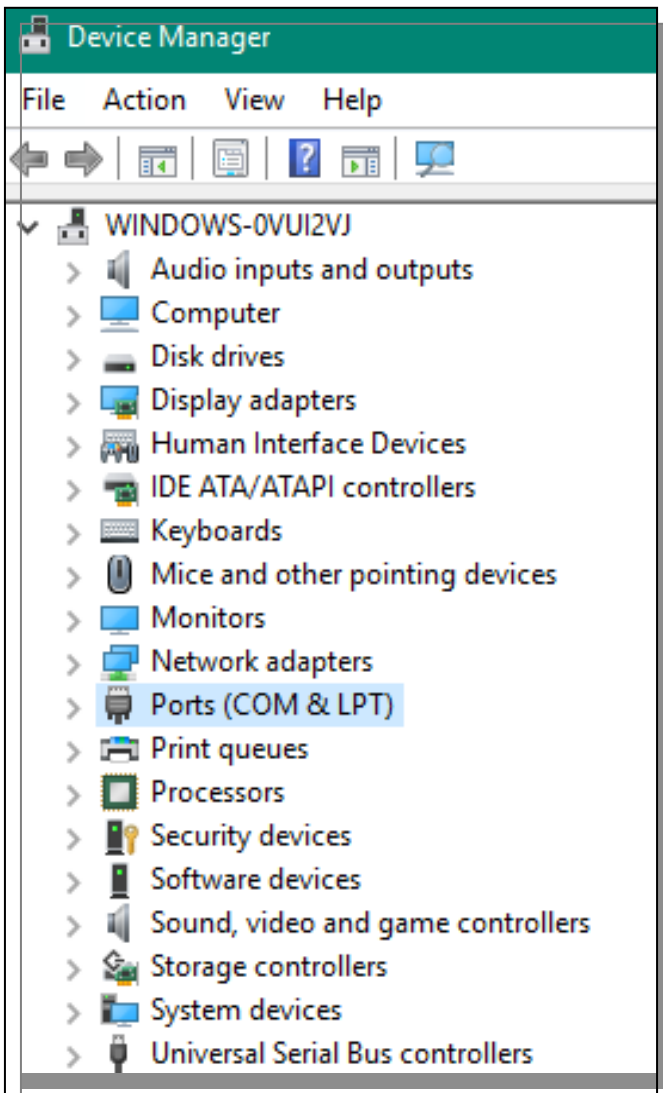 Device Manager
File Action View Help
WINDOWS-0VUI2VJ
Audio inputs and outputs
Computer
Disk drives
Display adapters
Human Interface Devices
IDE ATA/ATAPI controllers
Keyboards
Mice and other pointing devices
Monitors
Network adapters
Ports (COM & LPT)
Print queues
Processors
Security devices
Software devices
Sound, video and game controllers
Storage controllers
System devices
Universal Serial Bus controllers